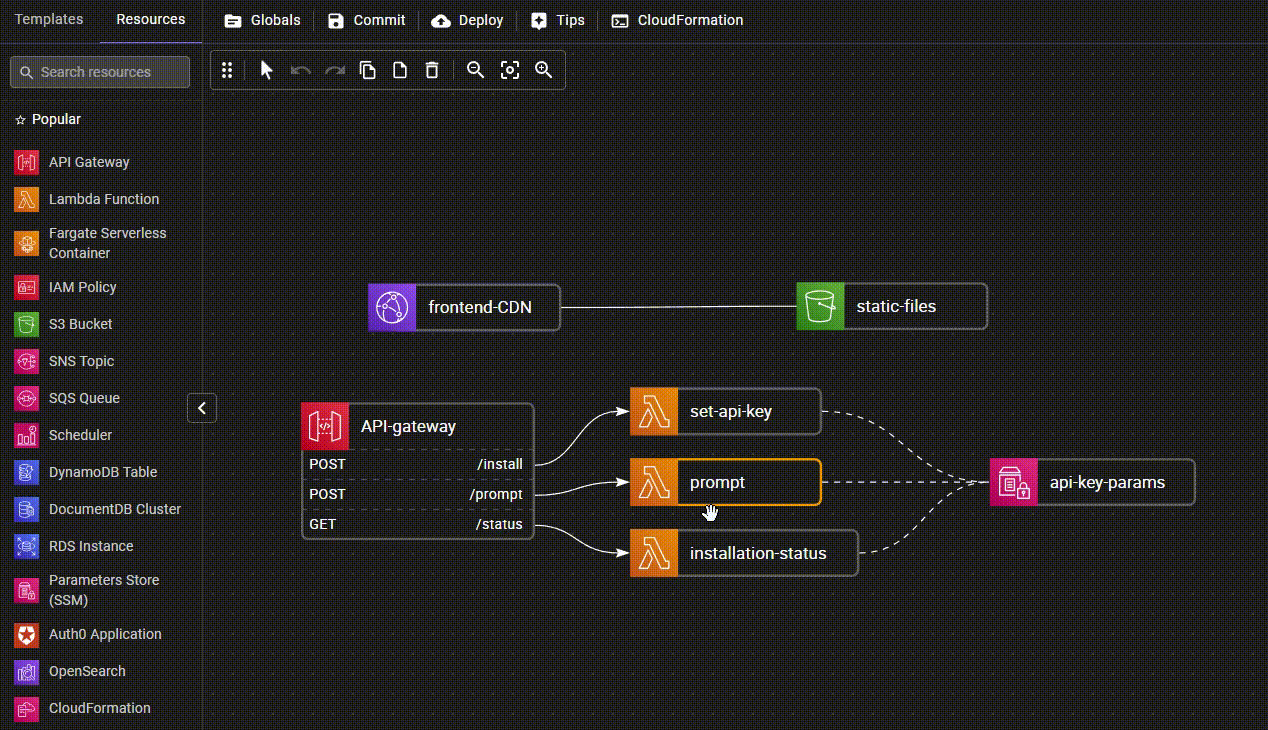 Templates
Resources
Globals
Commit
Deploy
Tips
CloudFormation
Search resources
Popular
API Gateway
Lambda Function
Fargate Serverless
Container
IAM Policy
S3 Bucket
SNS Topic
SQS Queue
Scheduler
DynamoDB Table
DocumentDB Cluster
RDS Instance
Parameters Store
(SSM)
Auth0 Application
OpenSearch
CloudFormation
frontend-CDN
static-files
API-gateway
POST /install
POST /prompt
GET /status
set-api-key
prompt
installation-status
api-key-params